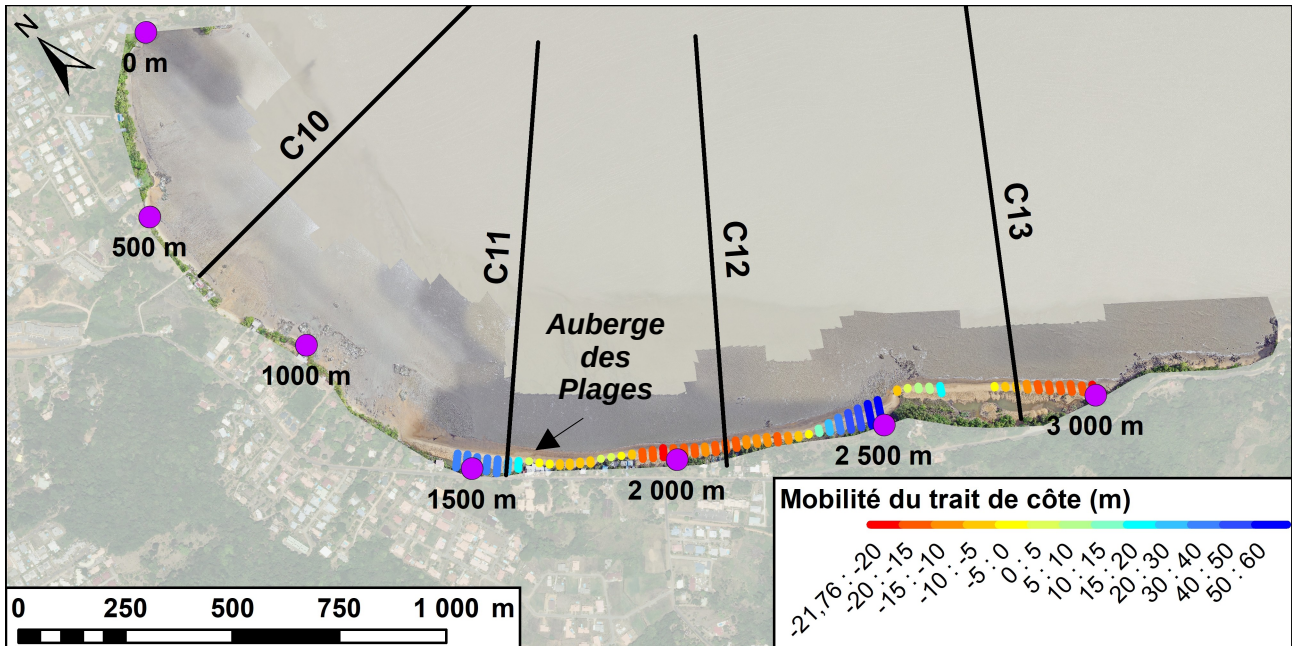 N
0 m
C10
500 m
C11
C12
C13
Auberge
des
Plages
1000 m
3 000 m
2 500 m
1500 m
2 000 m
Mobilité du trait de côte (m)
-21,76 : -20
-20 : -15
-15 : -10
-10 : -5
-5 : 0
0 : 5
5 : 10
10 : 15
15 : 20
20 : 30
30 : 40
40 : 50
50 : 60
0 250 500 750 1 000 m